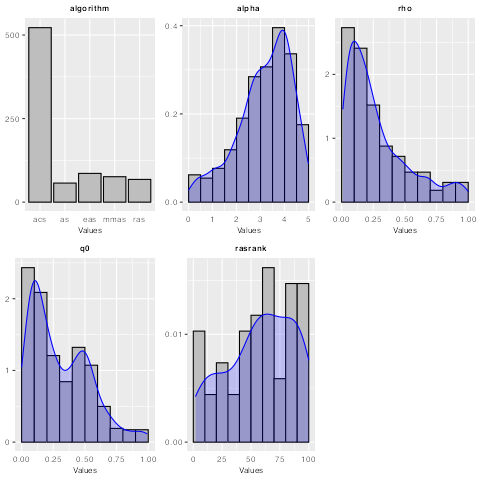 algorithm
500
250
0
acs as eas mmas ras
Values
alpha
0.4
0.2
0.0
0 1 2 3 4 5
Values
rho
2
1
0
0.00 0.25 0.50 0.75 1.00
Values
q0
2
1
0
0.00 0.25 0.50 0.75 1.00
Values
rasrank
0.01
0.00
0 25 50 75 100
Values